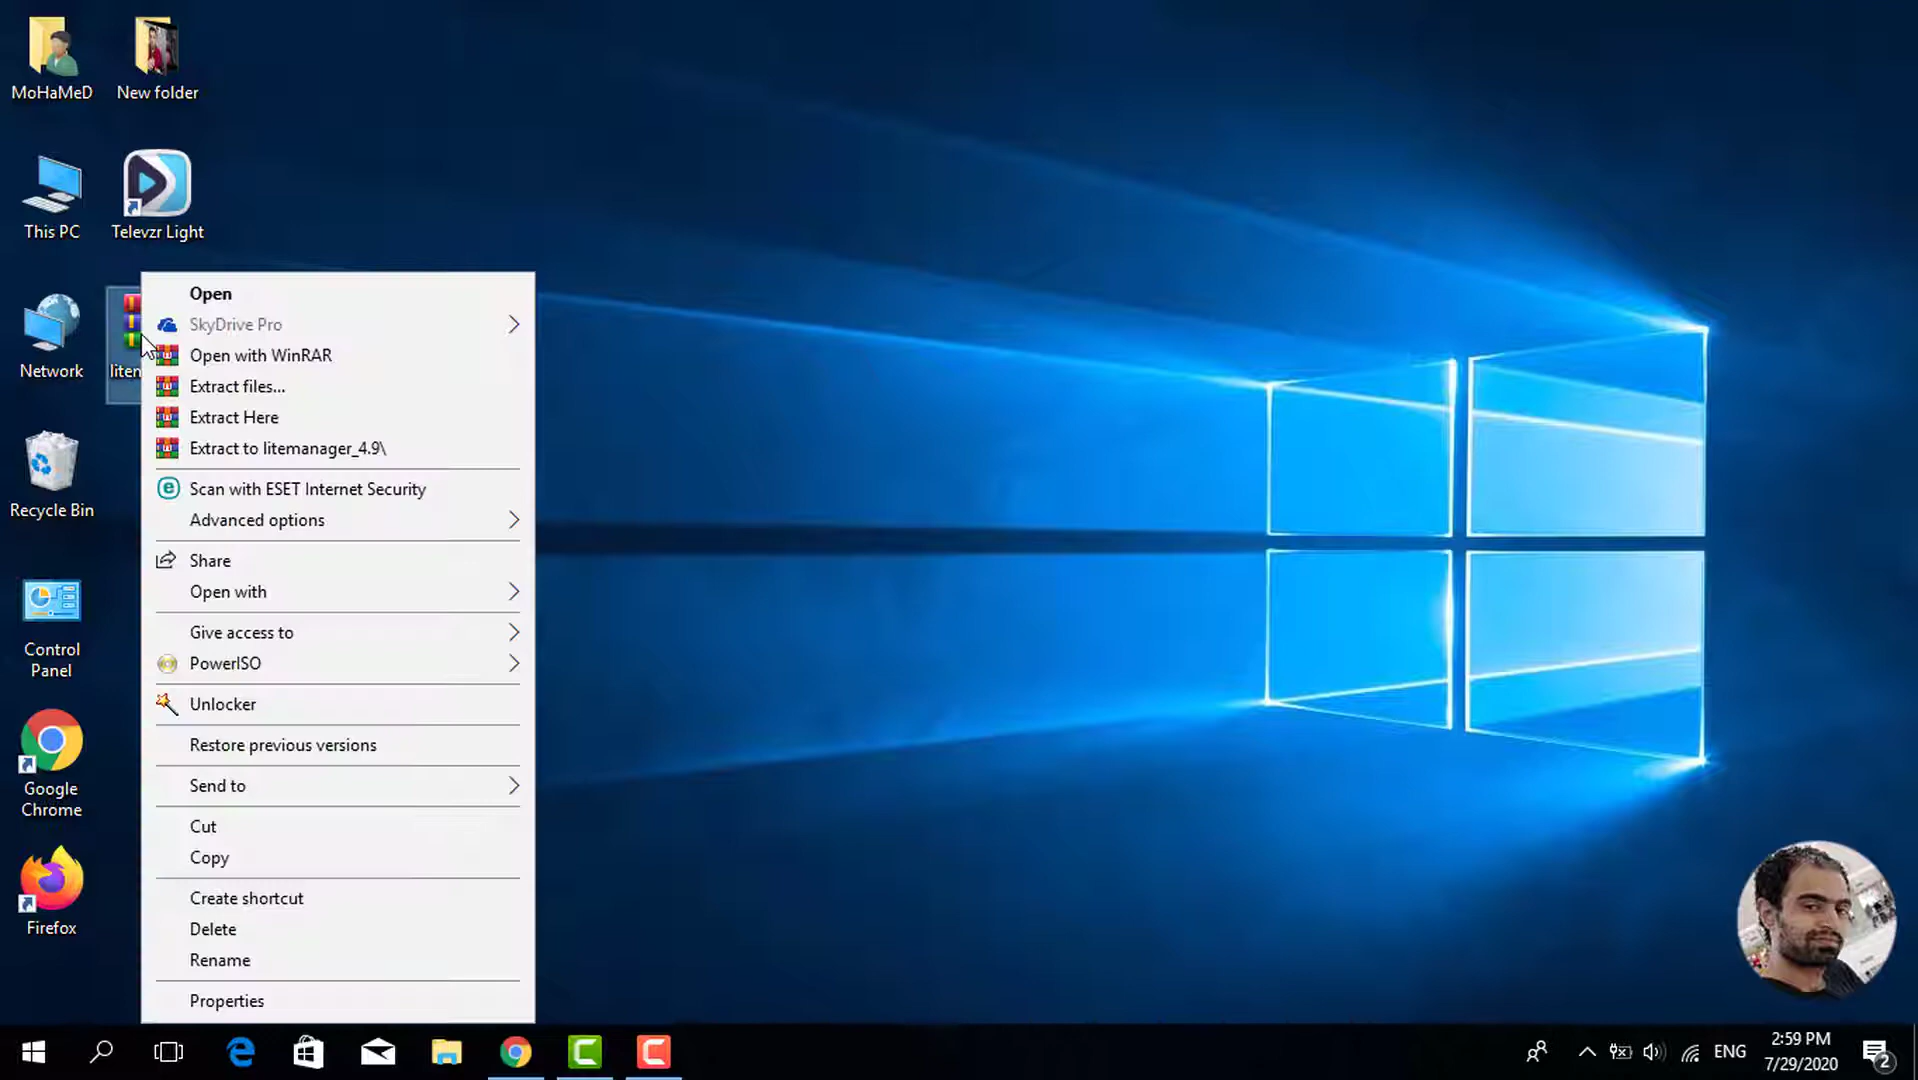 MoHaMeD
New folder
This PC
Televzr Light
Network
liten
Recycle Bin
Control
Panel
Google
Chrome
Firefox
Open
SkyDrive Pro
Open with WinRAR
Extract files...
Extract Here
Extract to litemanager_4.9\
Scan with ESET Internet Security
Advanced options
Share
Open with
Give access to
PowerISO
Unlocker
Restore previous versions
Send to
Cut
Copy
Create shortcut
Delete
Rename
Properties
ENG
2:59 PM
7/29/2020
2